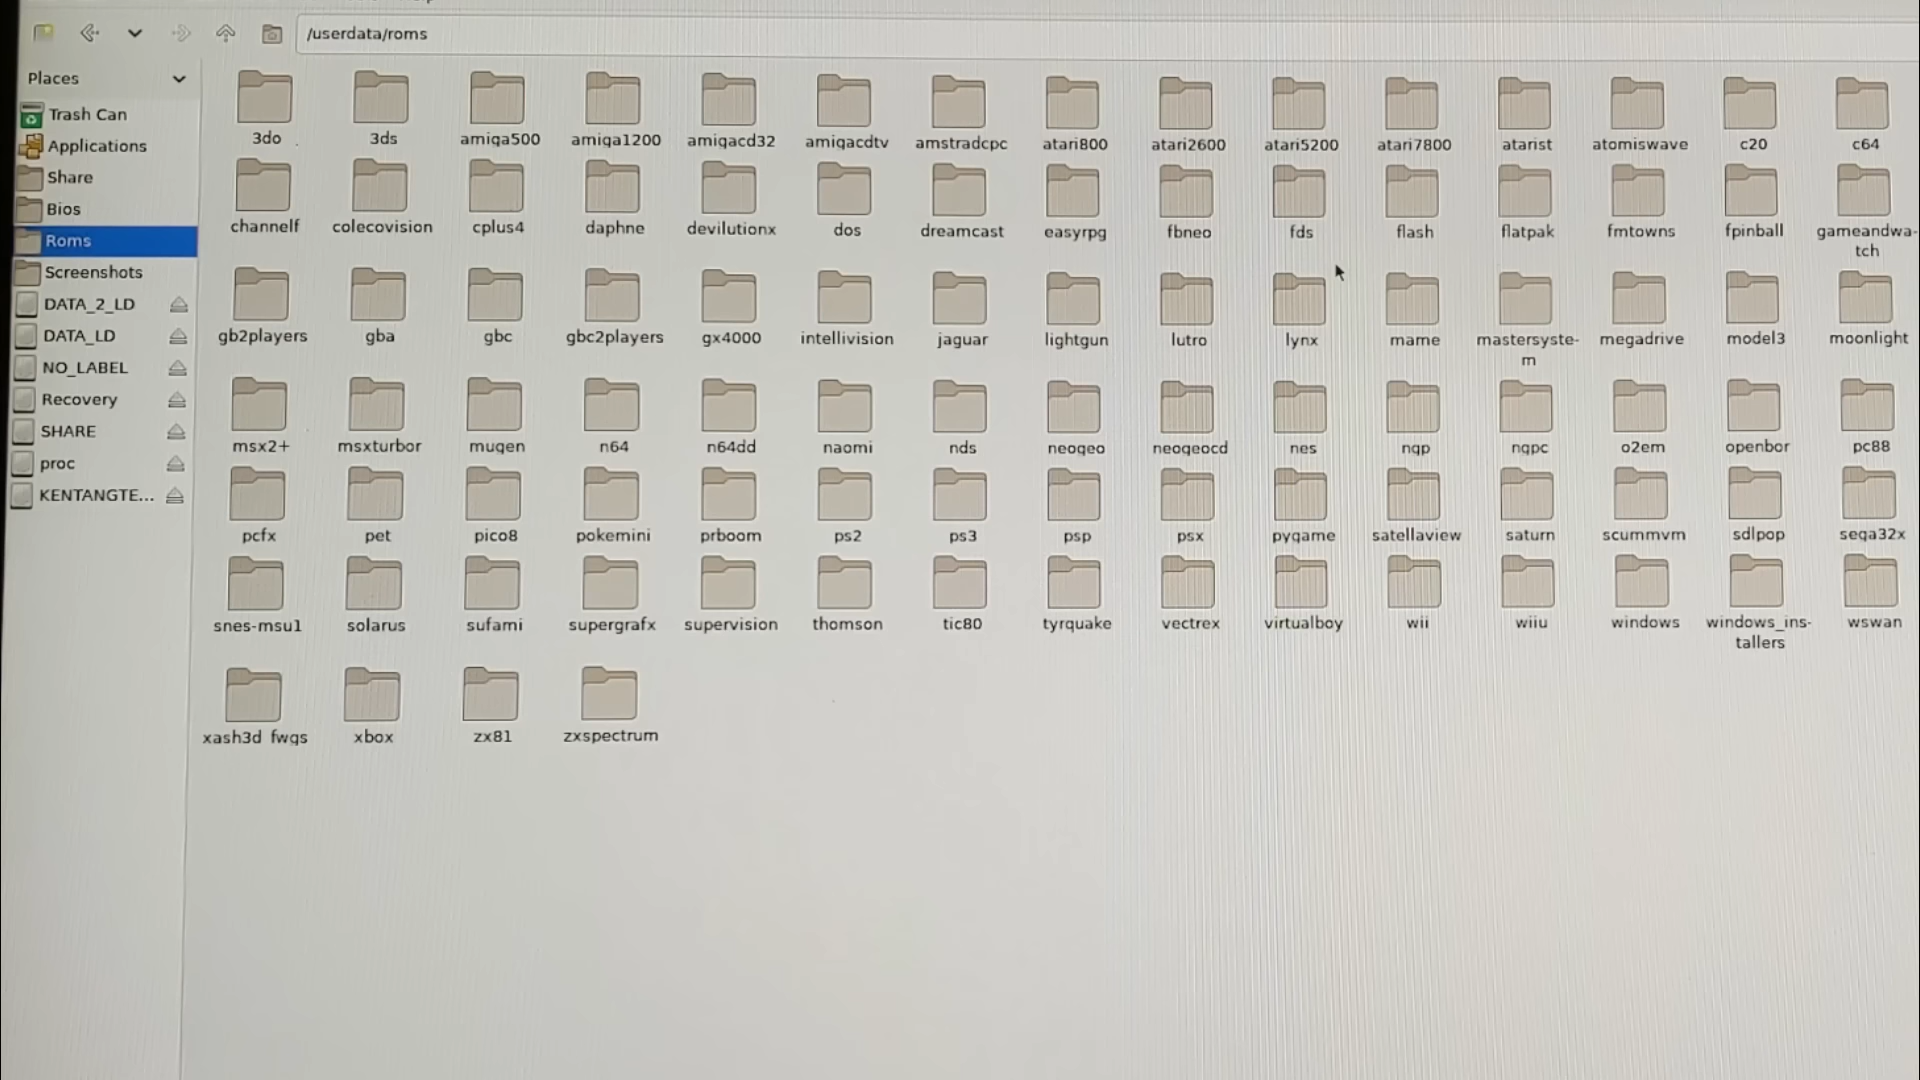 /userdata/roms
Places
Trash Can
Applications
Share
Bios
Roms
Screenshots
DATA_2_LD
DATA_LD
NO_LABEL
Recovery
SHARE
proc
KENTANGTE...
3do 3ds amiga500 amiga1200 amigacd32 amigacdtv amstradcpc atari800 atari2600 atari5200 atari7800 atarist atomiswave c20 c64
channelf colecovision cplus4 daphne devilutionx dos dreamcast easyrpg fbneo fds flash flatpak fmtowns fpinball gameandwa-
tch
gb2players gba gbc gbc2players gx4000 intellivision jaguar lightgun lutro lynx mame mastersyste- megadrive model3 moonlight
m
msx2+ msxturbor mugen n64 n64dd naomi nds neogeo neogeocd nes ngp ngpc o2em openbor pc88
pcfx pet pico8 pokemini prboom ps2 ps3 psp psx pygame satellaview saturn scummvm sdlpop sega32x
snes-msu1 solarus sufami supergrafx supervision thomson tic80 tyrquake vectrex virtualboy wii wiiu windows windows_ins- wswan
tallers
xash3d_fwgs xbox zx81 zxspectrum